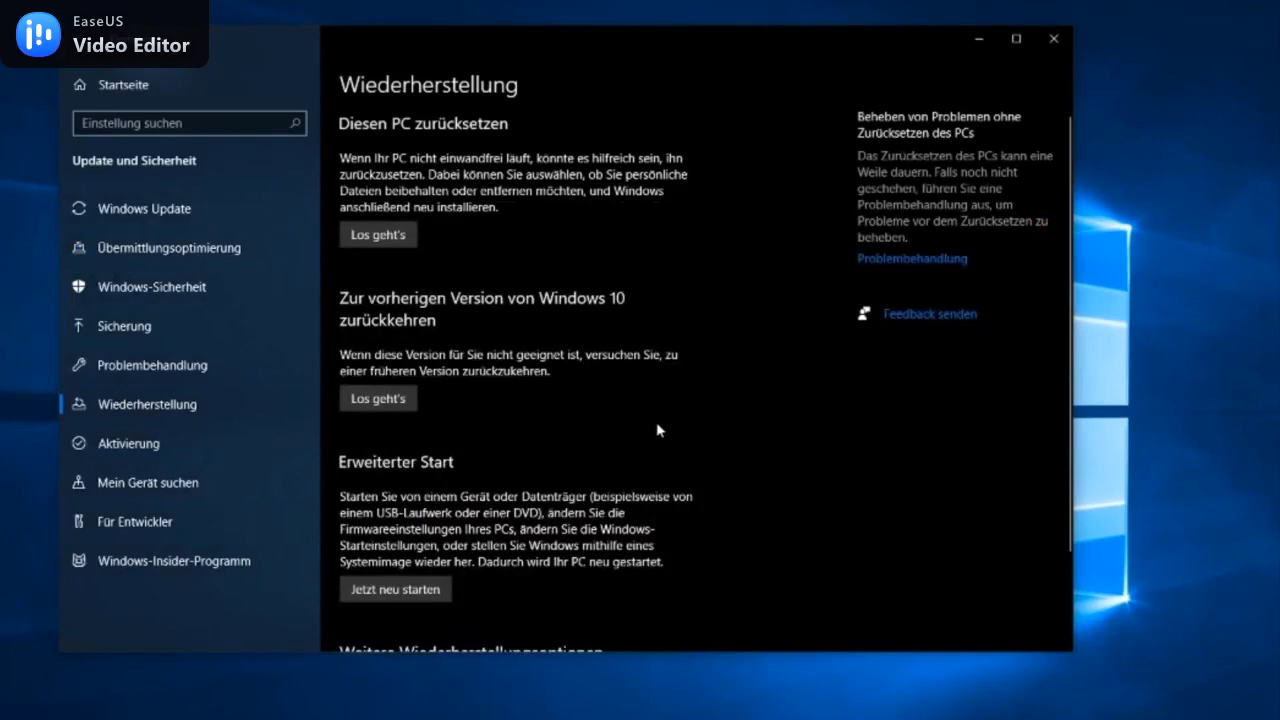 EaseUS
Video Editor
Startseite
Einstellung suchen
Update und Sicherheit
Windows Update
Übermittlungsoptimierung
Windows-Sicherheit
Sicherung
Problembehandlung
Wiederherstellung
Aktivierung
Mein Gerät suchen
Für Entwickler
Windows-Insider-Programm
Wiederherstellung
Diesen PC zurücksetzen
Wenn Ihr PC nicht einwandfrei läuft, könnte es hilfreich sein, ihn
zurückzusetzen. Dabei können Sie auswählen, ob Sie persönliche
Dateien beibehalten oder entfernen möchten, und Windows
anschließend neu installieren.
Los geht's
Zur vorherigen Version von Windows 10
zurückkehren
Wenn diese Version für Sie nicht geeignet ist, versuchen Sie, zu
einer früheren Version zurückzukehren.
Los geht's
Erweiterter Start
Starten Sie von einem Gerät oder Datenträger (beispielsweise von
einem USB-Laufwerk oder einer DVD), ändern Sie die
Firmwareeinstellungen Ihres PCs, ändern Sie die Windows-
Starteinstellungen, oder stellen Sie Windows mithilfe eines
Systemimage wieder her. Dadurch wird Ihr PC neu gestartet.
Jetzt neu starten
Weitere Wiederherstellungsoptionen
Beheben von Problemen ohne
Zurücksetzen des PCs
Das Zurücksetzen des PCs kann eine
Weile dauern. Falls noch nicht
geschehen, führen Sie eine
Problembehandlung aus, um
Probleme vor dem Zurücksetzen zu
beheben.
Problembehandlung
Feedback senden